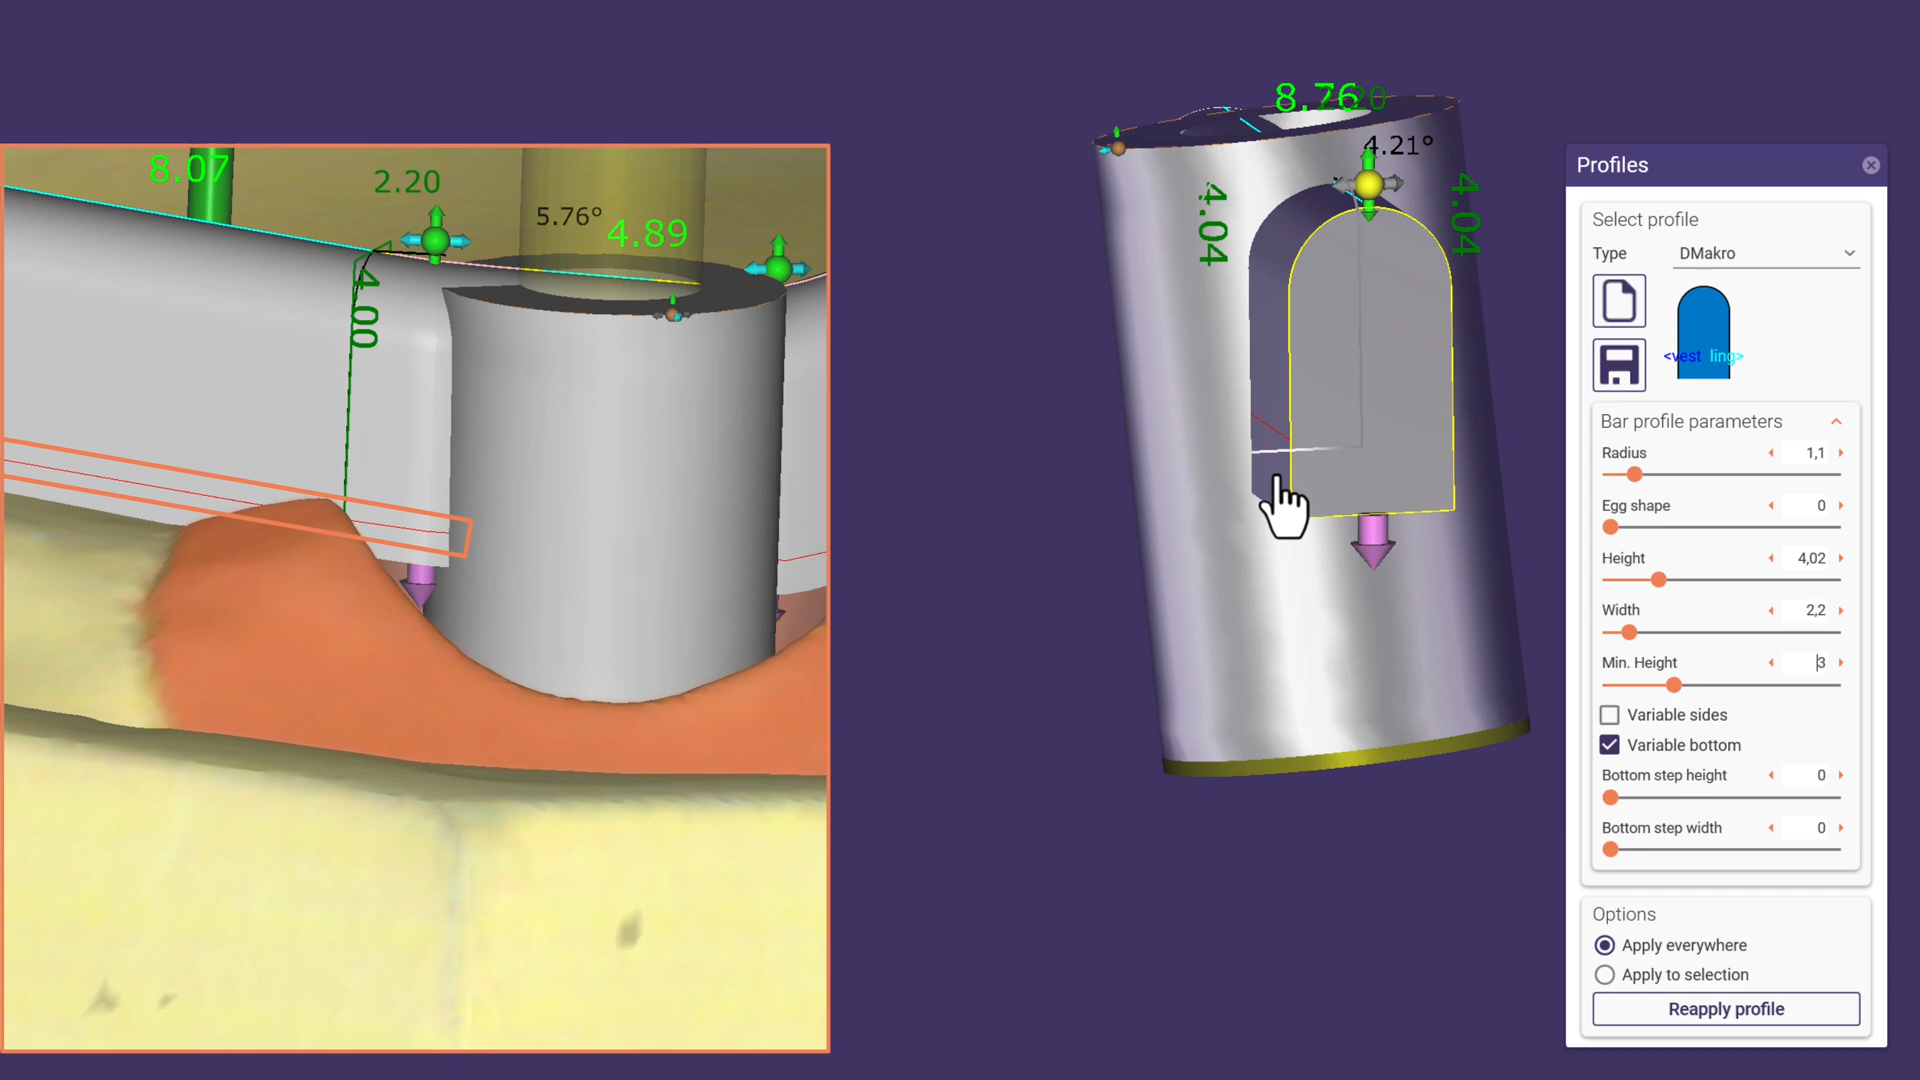 8.07
2.20
5.76°
4.89
4.00
8.76
20
4.21°
4.04
4.04
Profiles
Select profile
Type DMakro
<vest ling>
Bar profile parameters
Radius 1,1
Egg shape 0
Height 4,02
Width 2,2
Min. Height 3
Variable sides
Variable bottom
Bottom step height 0
Bottom step width 0
Options
Apply everywhere
Apply to selection
Reapply profile